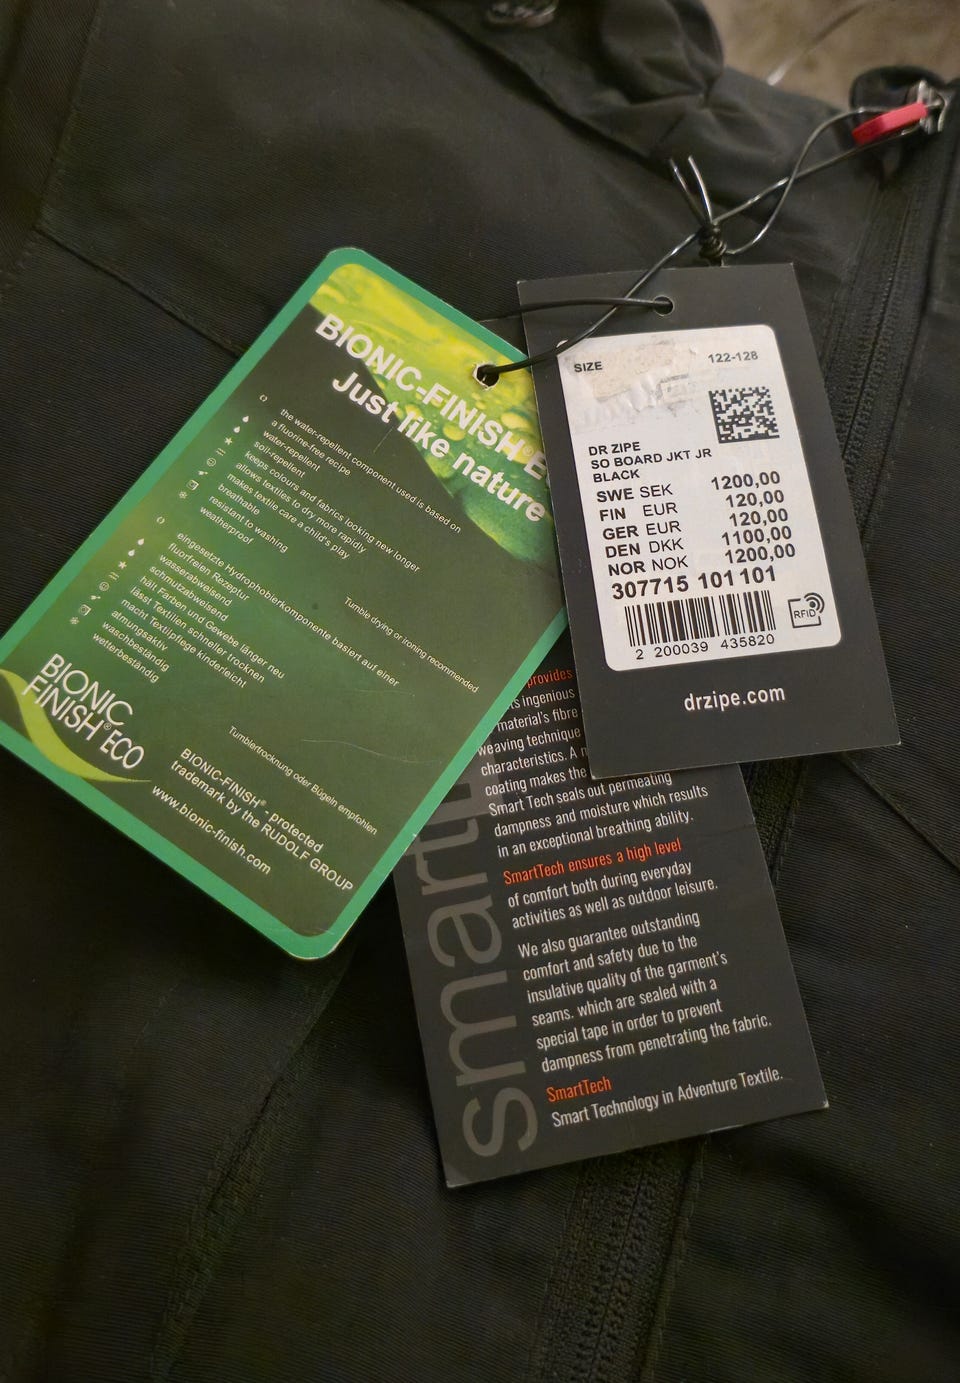 BIONIC-FINISH® E
Just like nature
the water-repellent component used is based on
a fluorine-free recipe
water-repellent
soil-repellent
keeps colours and fabrics looking new longer
allows textiles to dry more rapidly
makes textile care a child's play
breathable
resistant to washing
weatherproof
Tumble drying or ironing recommended
eingesetzte Hydrophobierkomponente basiert auf einer
fluorfreien Rezeptur
wasserabweisend
schmutzabweisend
hält Farben und Gewebe länger neu
lässt Textilien schneller trocknen
macht Textilpflege kinderleicht
atmungsaktiv
waschbeständig
wetterbeständig
Tumblertrocknung oder Bügeln empfohlen
BIONIC
FINISH® ECO
BIONIC-FINISH® - protected
trademark by the RUDOLF GROUP
www.bionic-finish.com
SIZE 122-128
DR ZIPE
SO BOARD JKT JR
BLACK
SWE SEK 1200,00
FIN EUR 120,00
GER EUR 120,00
DEN DKK 1100,00
NOR NOK 1200,00
307715 101 101
RFID
2 200039 435820
drzipe.com
provides
ts ingenious
material's fibre
weaving technique
characteristics. A
coating makes the
Smart Tech seals out permeating
dampness and moisture which results
in an exceptional breathing ability.
SmartTech ensures a high level
of comfort both during everyday
activities as well as outdoor leisure.
We also guarantee outstanding
comfort and safety due to the
insulative quality of the garment's
seams. which are sealed with a
special tape in order to prevent
dampness from penetrating the fabric.
SmartTech
Smart Technology in Adventure Textile.
smart